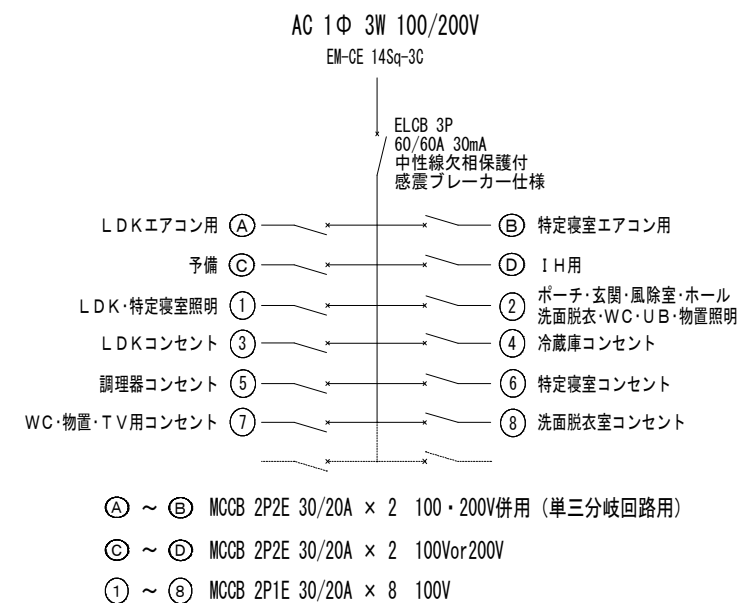 AC 1Φ 3W 100/200V
EM-CE 14Sq-3C
ELCB 3P
60/60A 30mA
中性線欠相保護付
感震ブレーカー仕様
LDKエアコン用 Ⓐ
Ⓑ 特定寝室エアコン用
予備 Ⓒ
Ⓓ IH用
LDK・特定寝室照明 ①
② ポーチ・玄関・風除室・ホール
洗面脱衣・WC・UB・物置照明
LDKコンセント ③
④ 冷蔵庫コンセント
調理器コンセント ⑤
⑥ 特定寝室コンセント
WC・物置・TV用コンセント ⑦
⑧ 洗面脱衣室コンセント
Ⓐ ~ Ⓑ MCCB 2P2E 30/20A × 2 100・200V併用（単三分岐回路用）
Ⓒ ~ Ⓓ MCCB 2P2E 30/20A × 2 100Vor200V
① ~ ⑧ MCCB 2P1E 30/20A × 8 100V